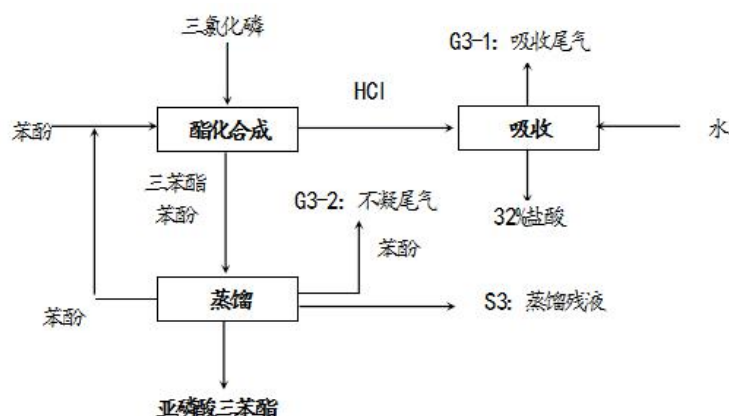 三氯化磷
G3-1: 吸收尾气
HCl
苯酚
酯化合成
吸收
水
三苯酯
苯酚
G3-2: 不凝尾气
苯酚
32%盐酸
蒸馏
S3: 蒸馏残液
苯酚
亚磷酸三苯酯